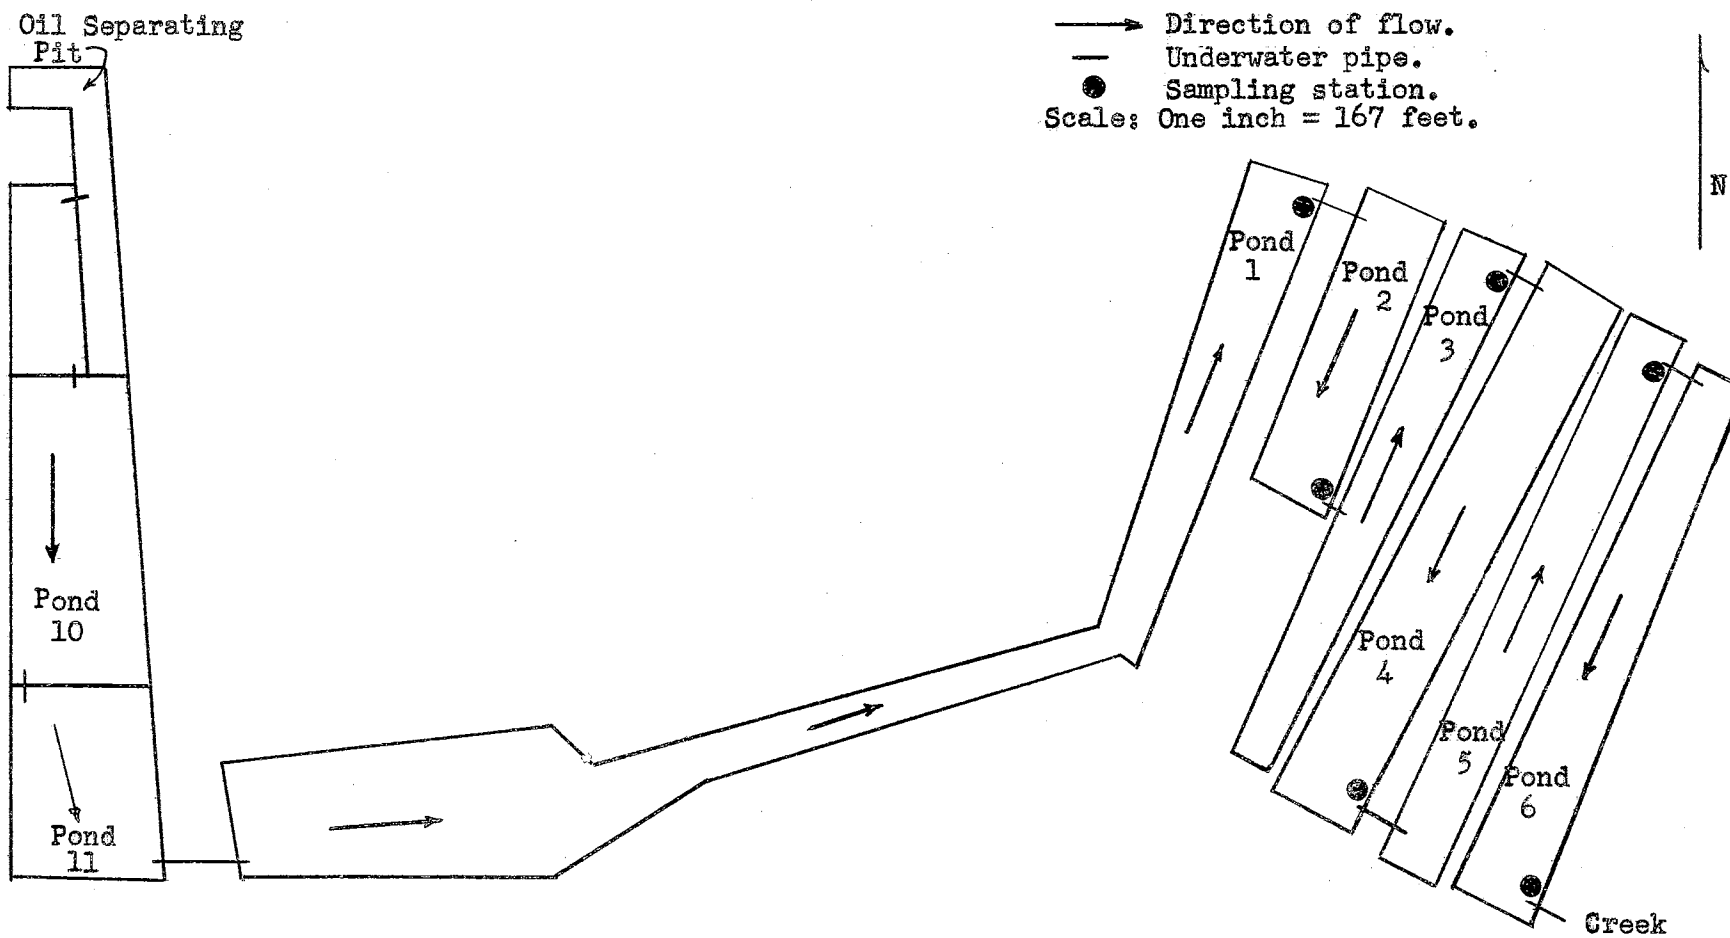 Oil Separating
Pit
Direction of flow.
Underwater pipe.
Sampling station.
Scale: One inch = 167 feet.
N
Pond
1
Pond
2
Pond
3
Pond
4
Pond
5
Pond
6
Pond
10
Pond
11
Creek